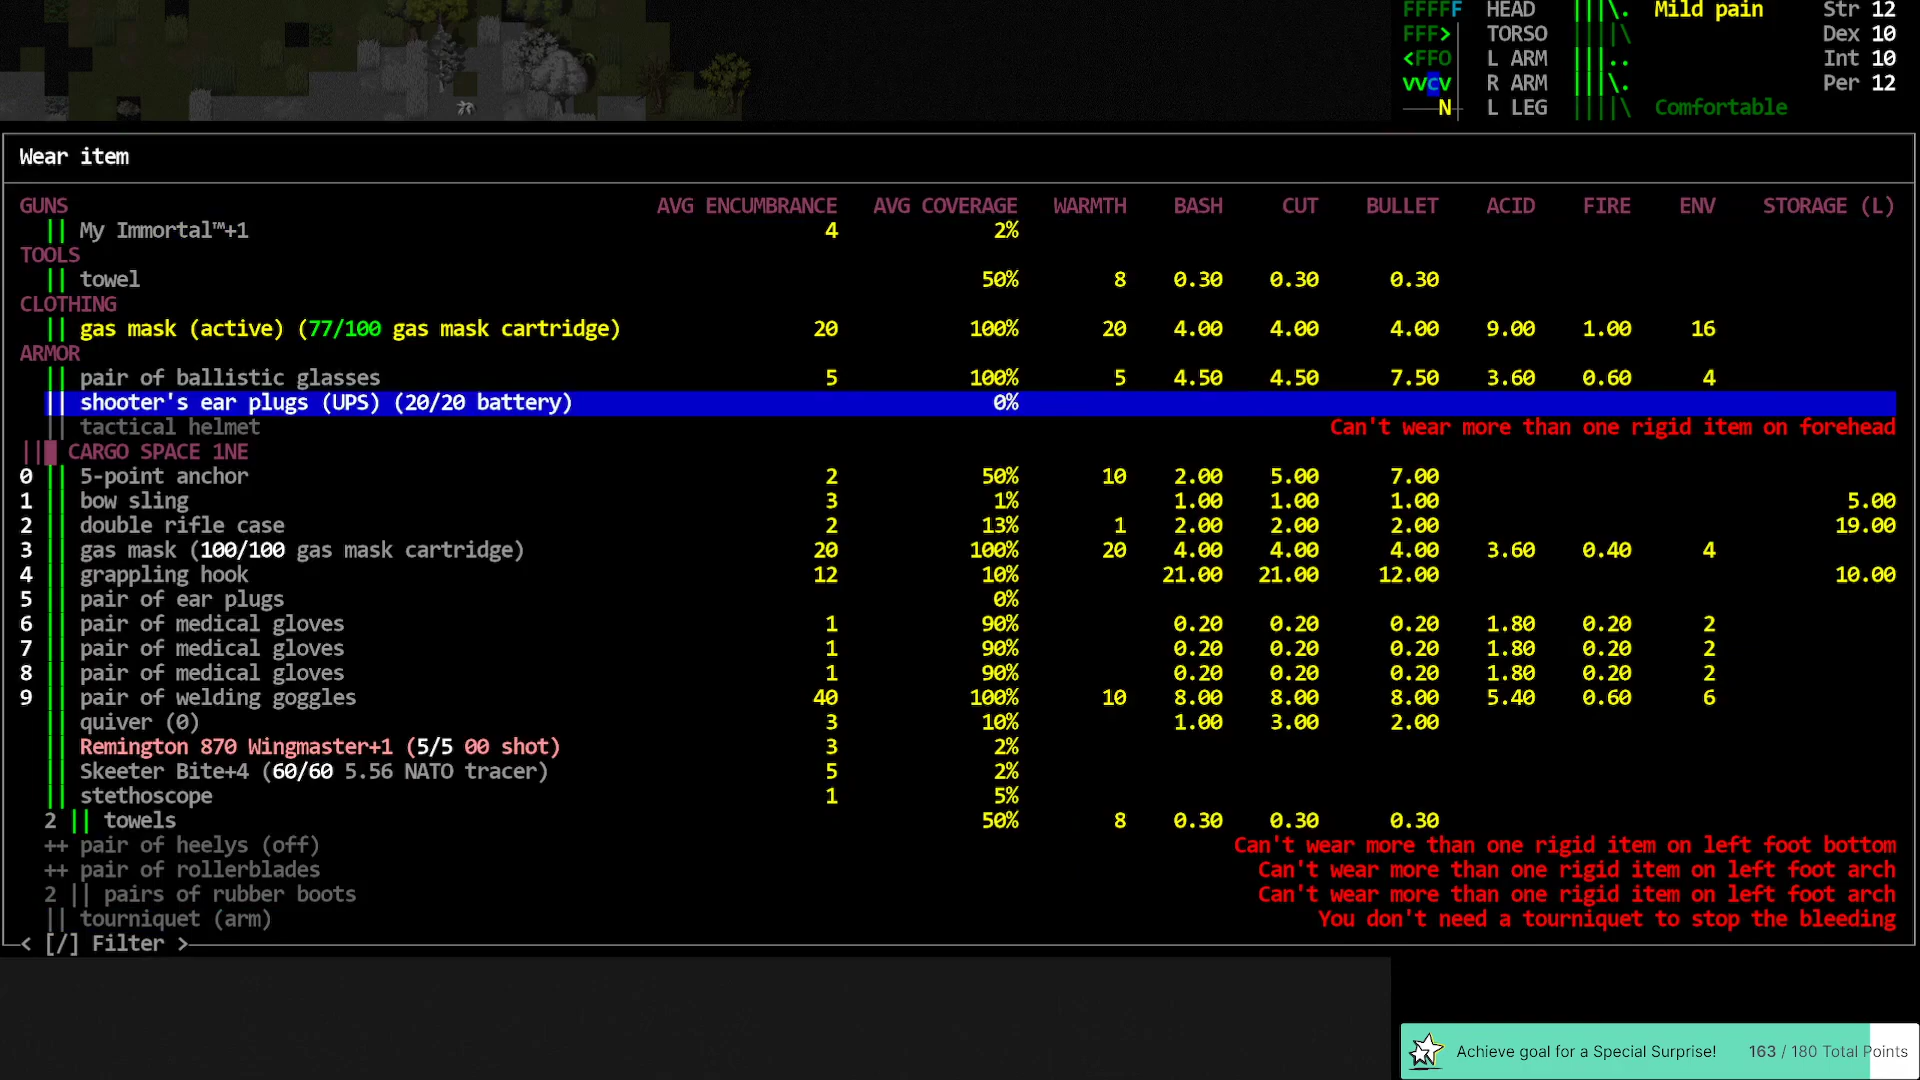 FFFFF HEAD |||\. Mild pain Str 12
FFF> TORSO ||||\ Dex 10
<FFO L ARM |||.. Int 10
vvcv R ARM |||\. Per 12
N L LEG ||||\ Comfortable
Wear item
GUNS AVG ENCUMBRANCE AVG COVERAGE WARMTH BASH CUT BULLET ACID FIRE ENV STORAGE (L)
|| My Immortal™+1 4 2%
TOOLS
|| towel 50% 8 0.30 0.30 0.30
CLOTHING
|| gas mask (active) (77/100 gas mask cartridge) 20 100% 20 4.00 4.00 4.00 9.00 1.00 16
ARMOR
|| pair of ballistic glasses 5 100% 5 4.50 4.50 7.50 3.60 0.60 4
|| shooter's ear plugs (UPS) (20/20 battery) 0%
|| tactical helmet Can't wear more than one rigid item on forehead
|| CARGO SPACE 1NE
0 || 5-point anchor 2 50% 10 2.00 5.00 7.00
1 || bow sling 3 1% 1.00 1.00 1.00 5.00
2 || double rifle case 2 13% 1 2.00 2.00 2.00 19.00
3 || gas mask (100/100 gas mask cartridge) 20 100% 20 4.00 4.00 4.00 3.60 0.40 4
4 || grappling hook 12 10% 21.00 21.00 12.00 10.00
5 || pair of ear plugs 0%
6 || pair of medical gloves 1 90% 0.20 0.20 0.20 1.80 0.20 2
7 || pair of medical gloves 1 90% 0.20 0.20 0.20 1.80 0.20 2
8 || pair of medical gloves 1 90% 0.20 0.20 0.20 1.80 0.20 2
9 || pair of welding goggles 40 100% 10 8.00 8.00 8.00 5.40 0.60 6
|| quiver (0) 3 10% 1.00 3.00 2.00
|| Remington 870 Wingmaster+1 (5/5 00 shot) 3 2%
|| Skeeter Bite+4 (60/60 5.56 NATO tracer) 5 2%
|| stethoscope 1 5%
2 || towels 50% 8 0.30 0.30 0.30
++ pair of heelys (off) Can't wear more than one rigid item on left foot bottom
++ pair of rollerblades Can't wear more than one rigid item on left foot arch
2 || pairs of rubber boots Can't wear more than one rigid item on left foot arch
|| tourniquet (arm) You don't need a tourniquet to stop the bleeding
< [/] Filter >
Achieve goal for a Special Surprise! 163 / 180 Total Points